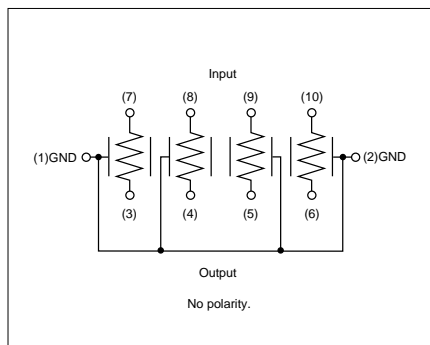 Input
(7) (8) (9) (10)
(1)GND (2)GND
(3) (4) (5) (6)
Output
No polarity.